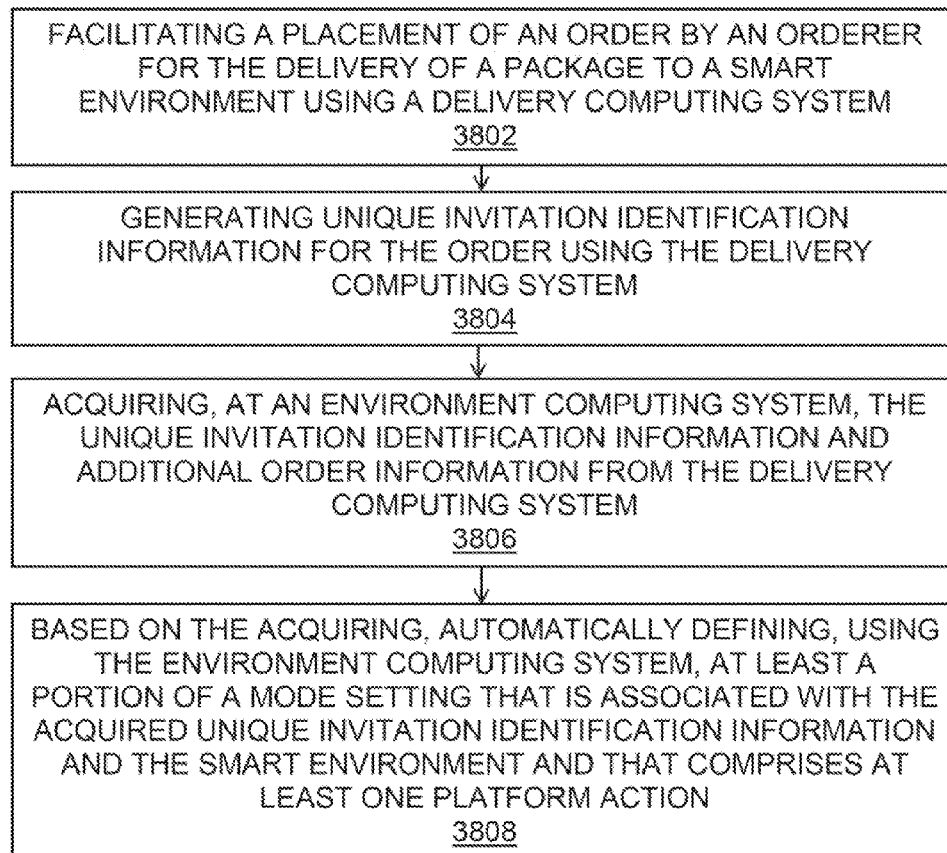 FACILITATING A PLACEMENT OF AN ORDER BY AN ORDERER
FOR THE DELIVERY OF A PACKAGE TO A SMART
ENVIRONMENT USING A DELIVERY COMPUTING SYSTEM
3802
GENERATING UNIQUE INVITATION IDENTIFICATION
INFORMATION FOR THE ORDER USING THE DELIVERY
COMPUTING SYSTEM
3804
ACQUIRING, AT AN ENVIRONMENT COMPUTING SYSTEM, THE
UNIQUE INVITATION IDENTIFICATION INFORMATION AND
ADDITIONAL ORDER INFORMATION FROM THE DELIVERY
COMPUTING SYSTEM
3806
BASED ON THE ACQUIRING, AUTOMATICALLY DEFINING, USING
THE ENVIRONMENT COMPUTING SYSTEM, AT LEAST A
PORTION OF A MODE SETTING THAT IS ASSOCIATED WITH THE
ACQUIRED UNIQUE INVITATION IDENTIFICATION INFORMATION
AND THE SMART ENVIRONMENT AND THAT COMPRISES AT
LEAST ONE PLATFORM ACTION
3808